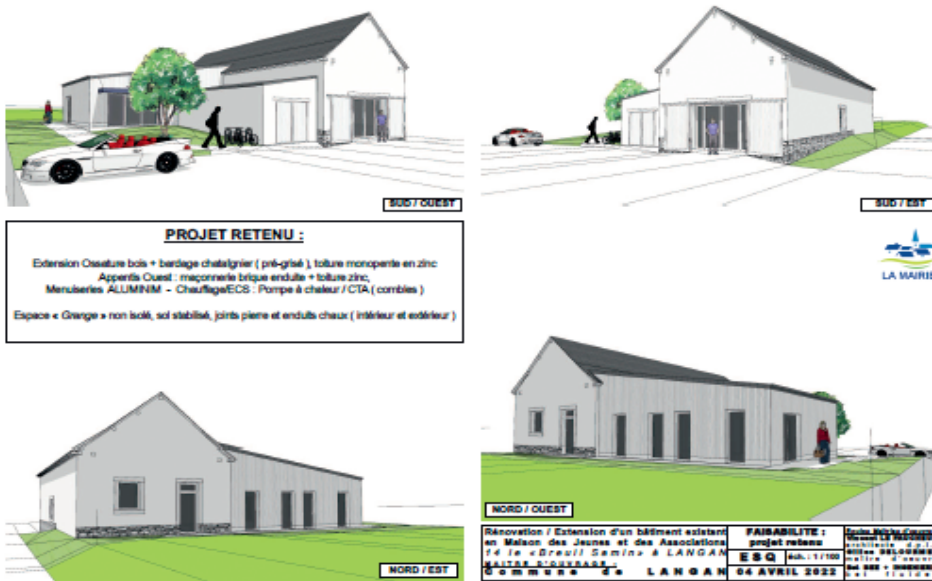 SUD / OUEST
SUD / EST
PROJET RETENU :
Extension Ossature bois + bardage chataîgnier ( pré-grisé ), toiture monopente en zinc
Appentis Ouest : maçonnerie brique enduite + toiture zinc,
Menuiseries ALUMINIM - Chauffage/ECS : Pompe à chaleur / CTA ( combles )
Espace « Grange » non isolé, sol stabilisé, joints pierre et enduits chaux ( intérieur et extérieur )
LA MAIRIE
NORD / EST
NORD / OUEST
Rénovation / Extension d'un bâtiment existant
en Maison des Jeunes et des Associations
14 le «Breuil Samin» à LANGAN
MAITRE D'OUVRAGE :
Commune de LANGAN
FAISABILITE :
projet retenu
ESQ éch. : 1 / 100
04 AVRIL 2022